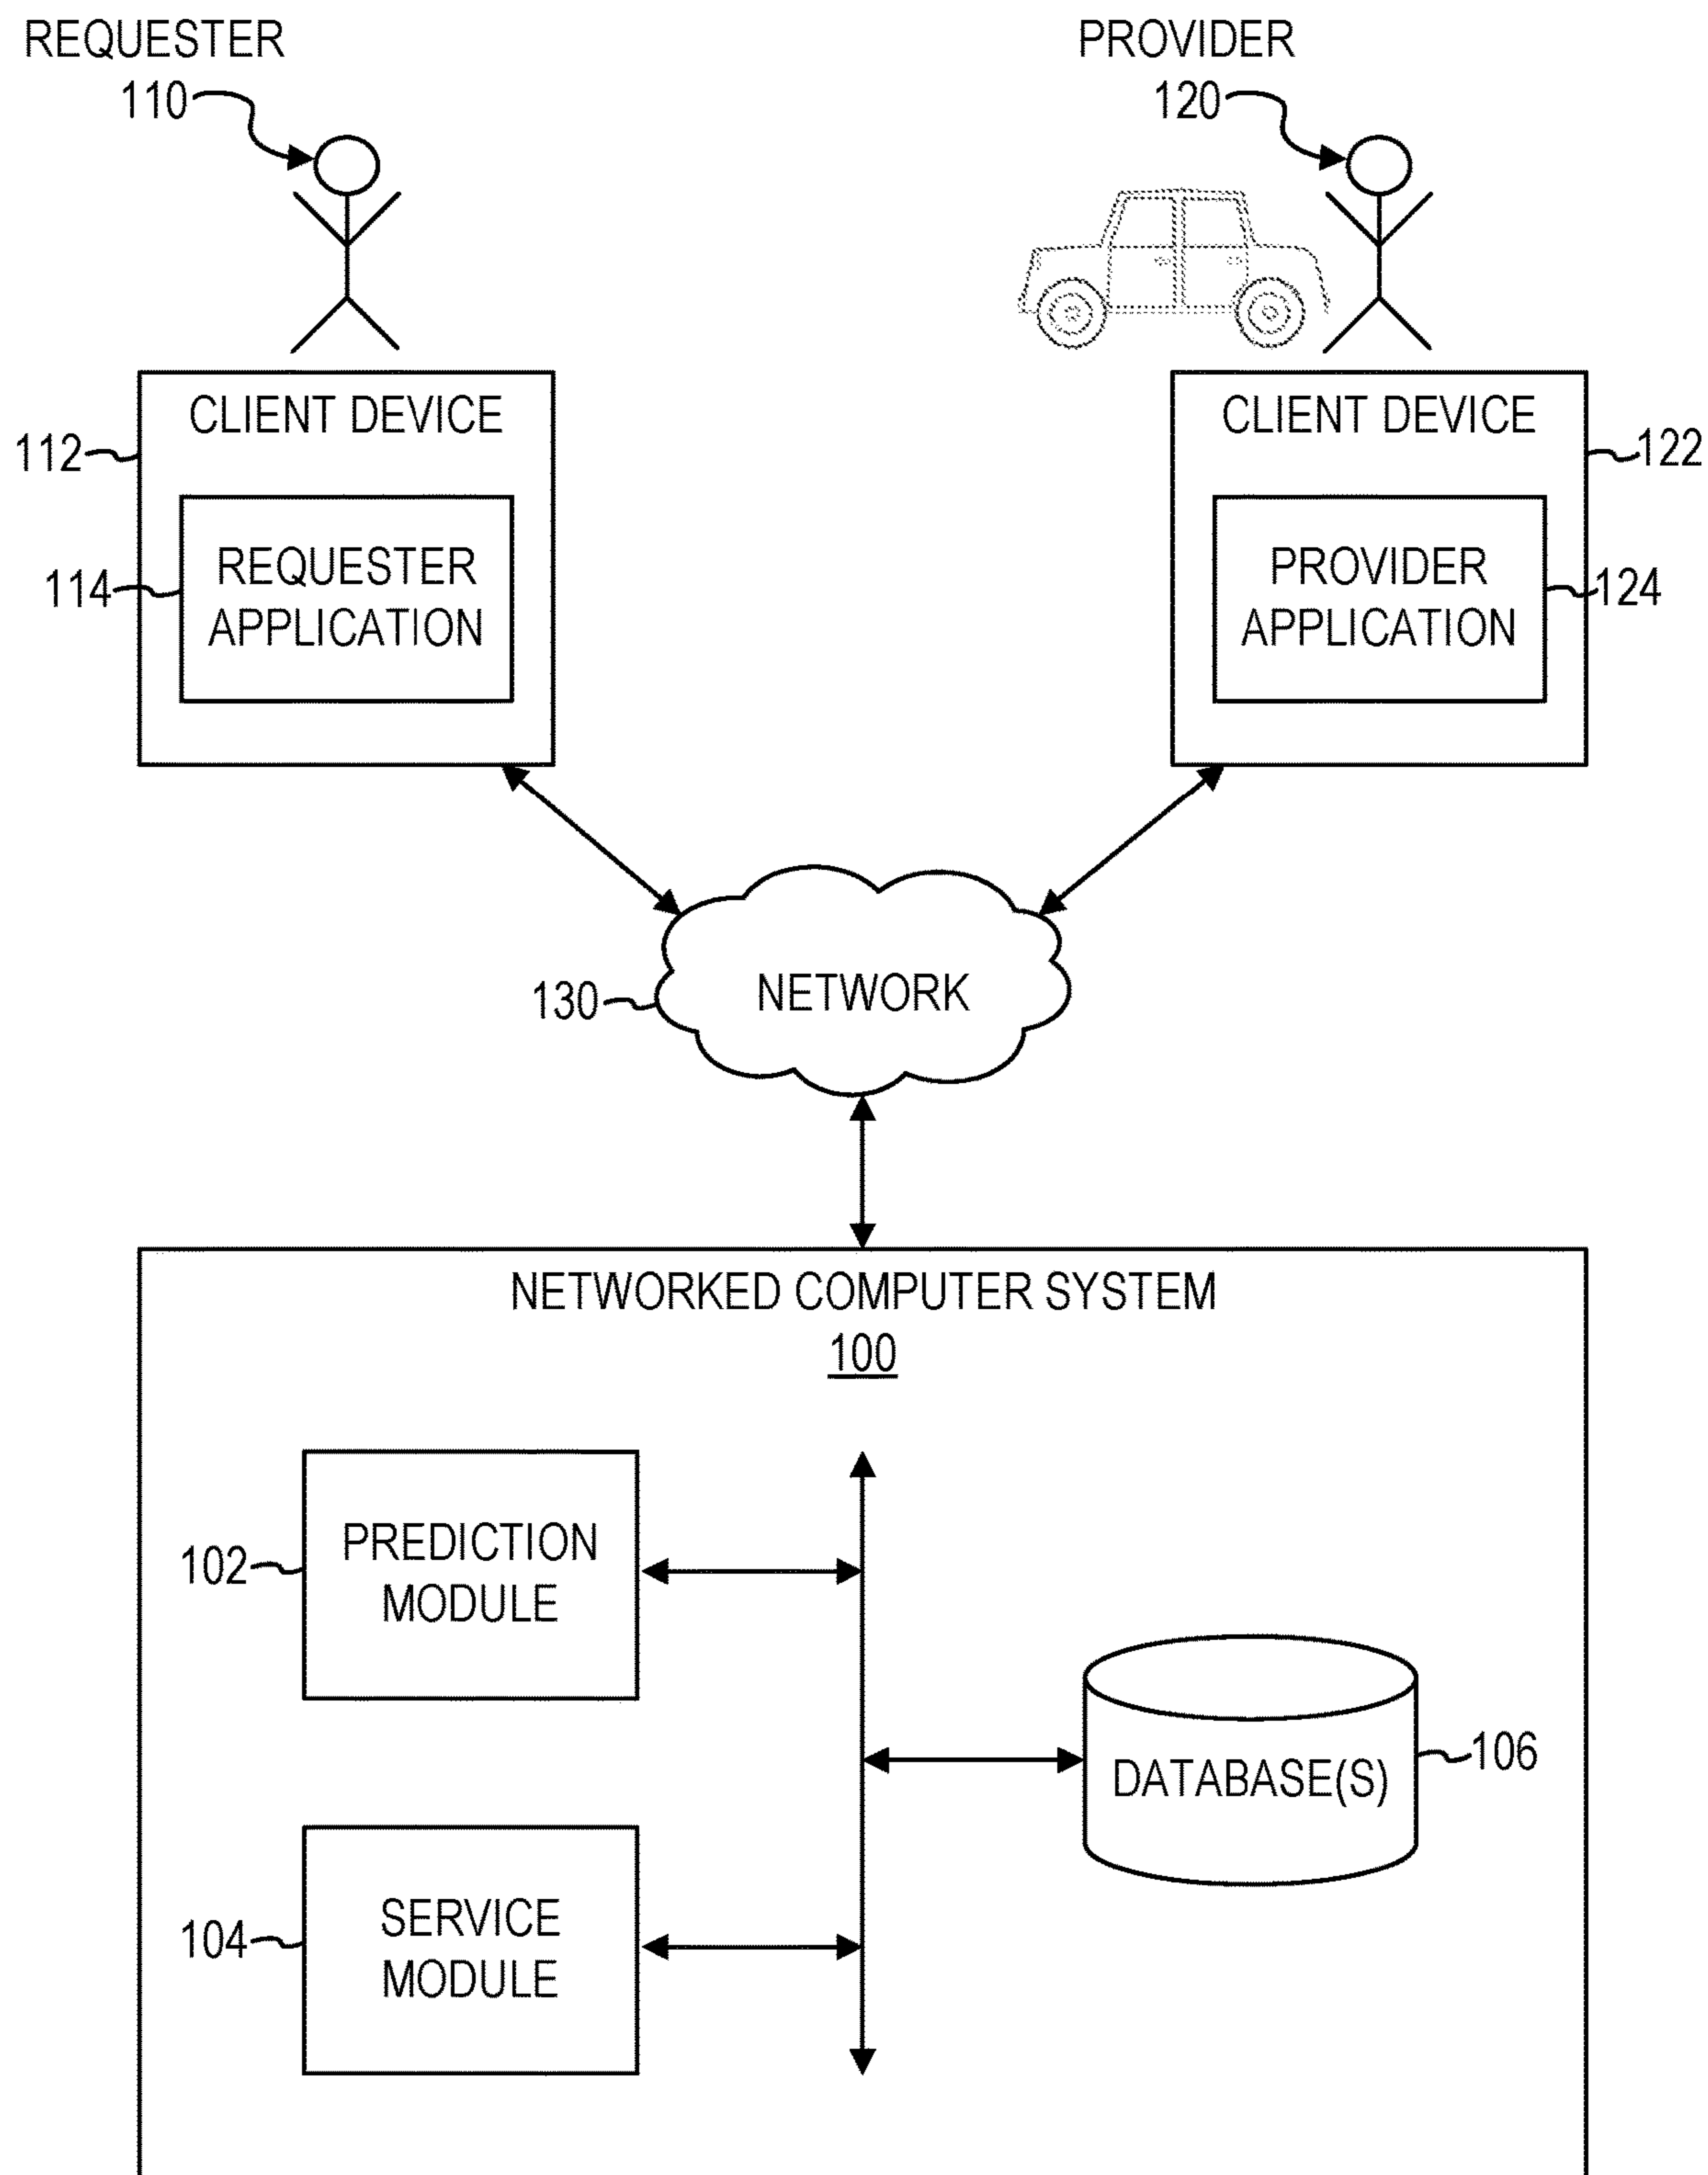 REQUESTER
110
PROVIDER
120
CLIENT DEVICE
112
REQUESTER
APPLICATION
114
CLIENT DEVICE
122
PROVIDER
APPLICATION
124
NETWORK
130
NETWORKED COMPUTER SYSTEM
100
PREDICTION
MODULE
102
DATABASE(S)
106
SERVICE
MODULE
104